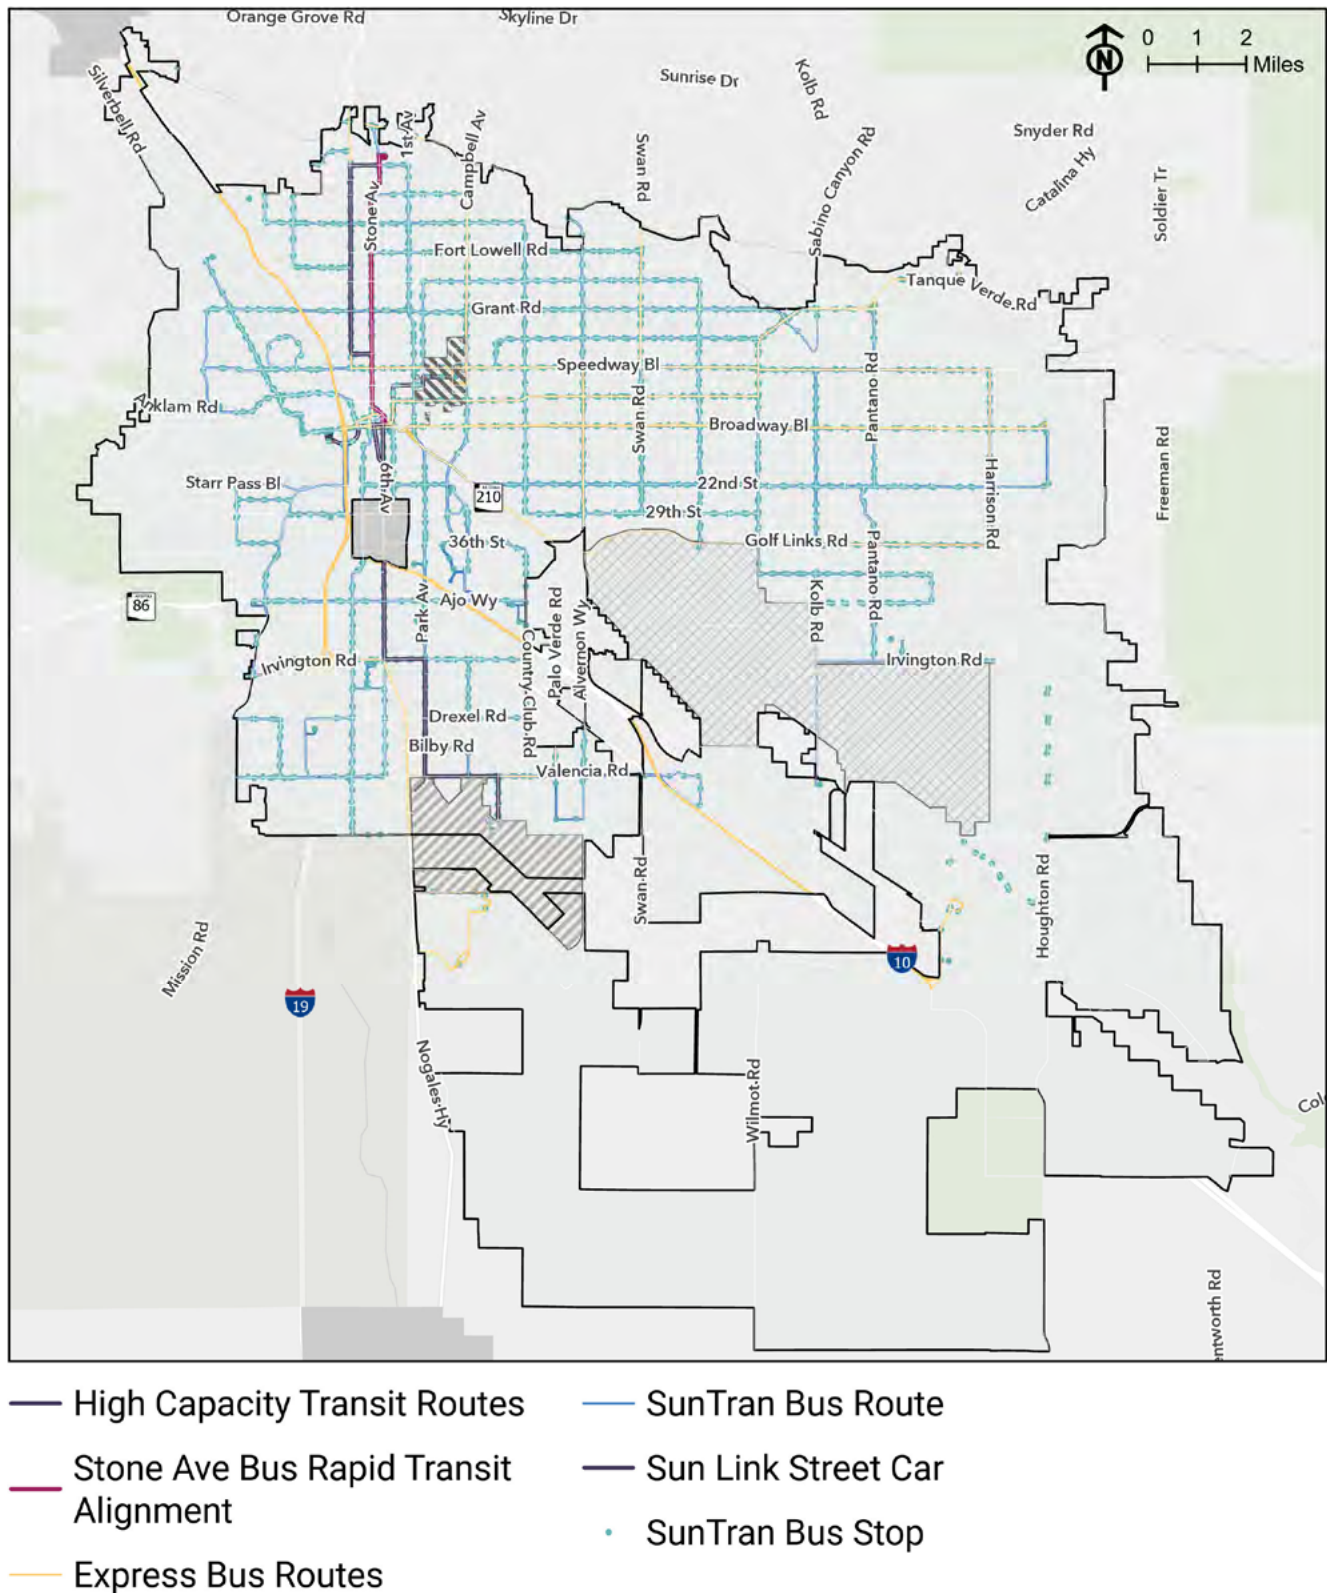 Orange Grove Rd
Skyline Dr
0 1 2
Miles
N
Sunrise Dr
Kolb Rd
Silverbell Rd
1st Av
Campbell Av
Swan Rd
Sabino Canyon Rd
Snyder Rd
Catalina Hy
Soldier Tr
Stone Av
Fort Lowell Rd
Tanque Verde Rd
Grant Rd
Speedway Bl
Pantano Rd
Anklam Rd
Swan Rd
Broadway Bl
Freeman Rd
Starr Pass Bl
6th Av
210
22nd St
Harrison Rd
29th St
36th St
Golf Links Rd
Pantano Rd
86
Ajo Wy
Park Av
Palo Verde Rd
Alvernon Wy
Kolb Rd
Irvington Rd
Country Club Rd
Irvington Rd
Drexel Rd
Bilby Rd
Valencia Rd
Swan Rd
Houghton Rd
Mission Rd
10
19
Nogales Hy
Wilmot Rd
Colo
entworth Rd
High Capacity Transit Routes
Stone Ave Bus Rapid Transit
Alignment
Express Bus Routes
SunTran Bus Route
Sun Link Street Car
SunTran Bus Stop